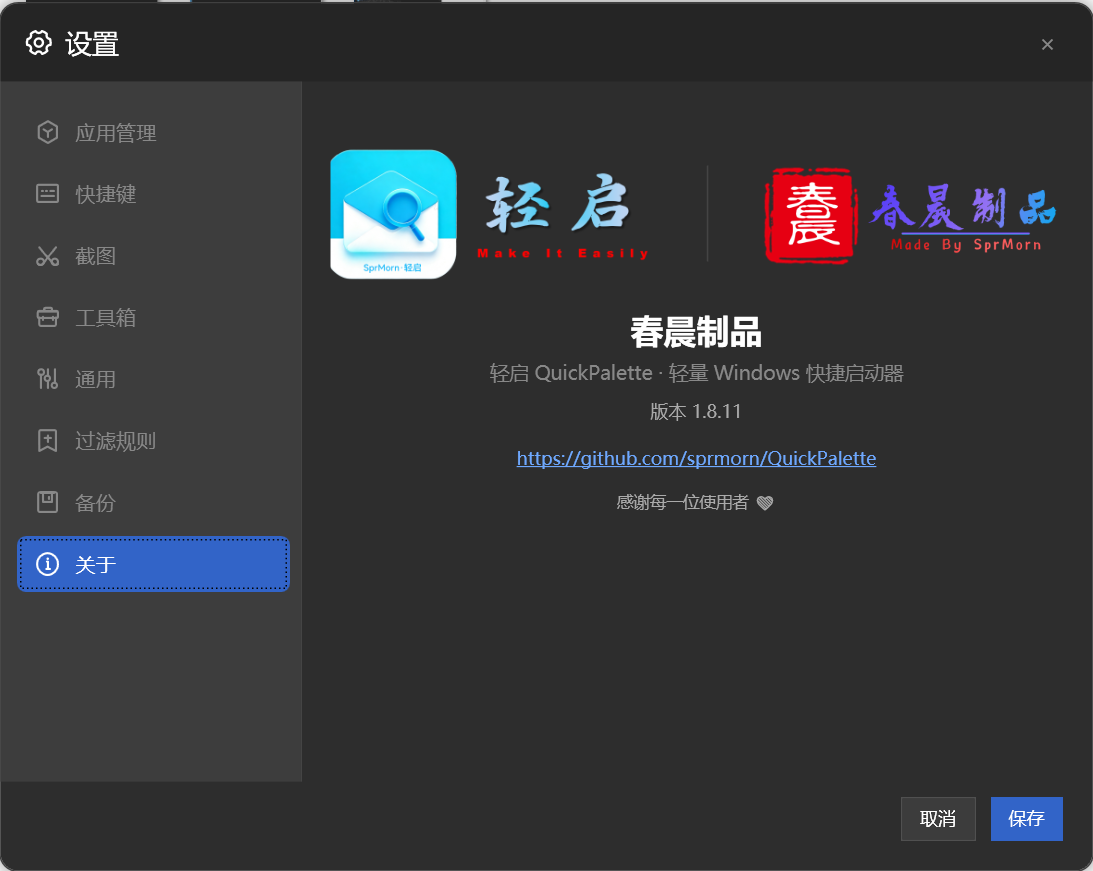 设置
应用管理
快捷键
截图
工具箱
通用
过滤规则
备份
关于
SprMorn·轻启
轻启
Make It Easily
春晨
春晨制品
Made By SprMorn
春晨制品
轻启 QuickPalette · 轻量 Windows 快捷启动器
版本 1.8.11
https://github.com/sprmorn/QuickPalette
感谢每一位使用者
取消
保存